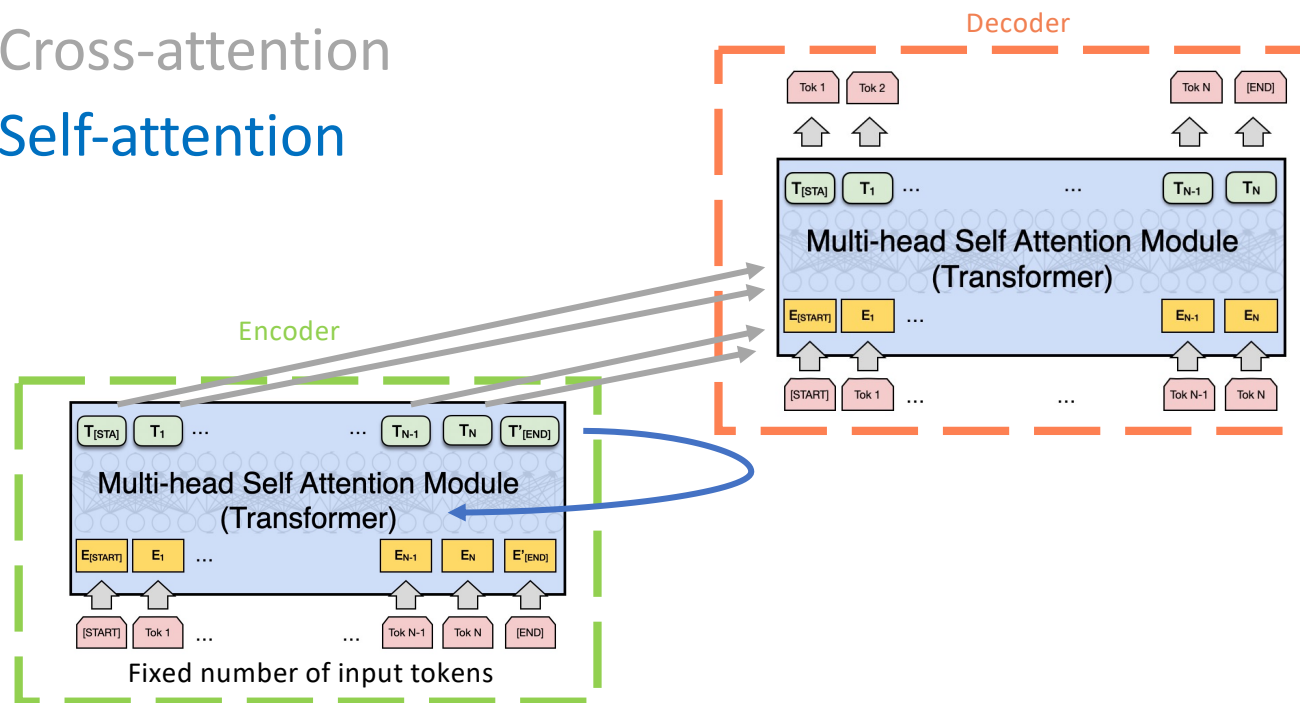 Cross-attention
Self-attention
Decoder
Tok 1 Tok 2 Tok N [END]
T[STA] T1 ... ... TN-1 TN
Multi-head Self Attention Module
(Transformer)
E[START] E1 ... EN-1 EN
[START] Tok 1 ... ... Tok N-1 Tok N
Encoder
T[STA] T1 ... ... TN-1 TN T'[END]
Multi-head Self Attention Module
(Transformer)
E[START] E1 ... EN-1 EN E'[END]
[START] Tok 1 ... ... Tok N-1 Tok N [END]
Fixed number of input tokens